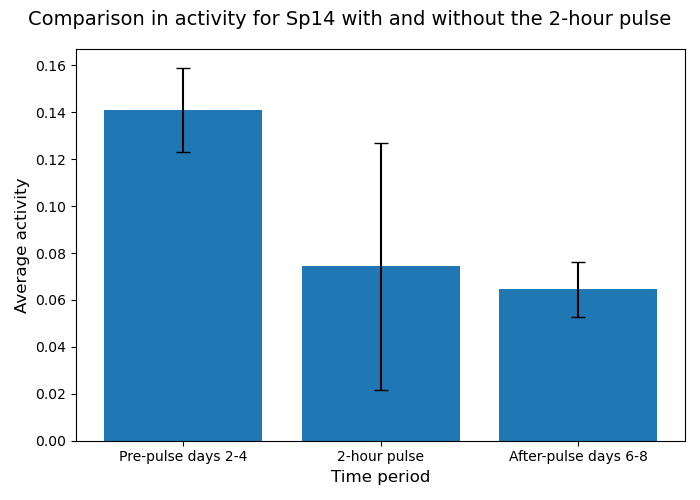 Comparison in activity for Sp14 with and without the 2-hour pulse
0.16
0.14
0.12
0.10
0.08
0.06
0.04
0.02
0.00
Average activity
Pre-pulse days 2-4
2-hour pulse
After-pulse days 6-8
Time period